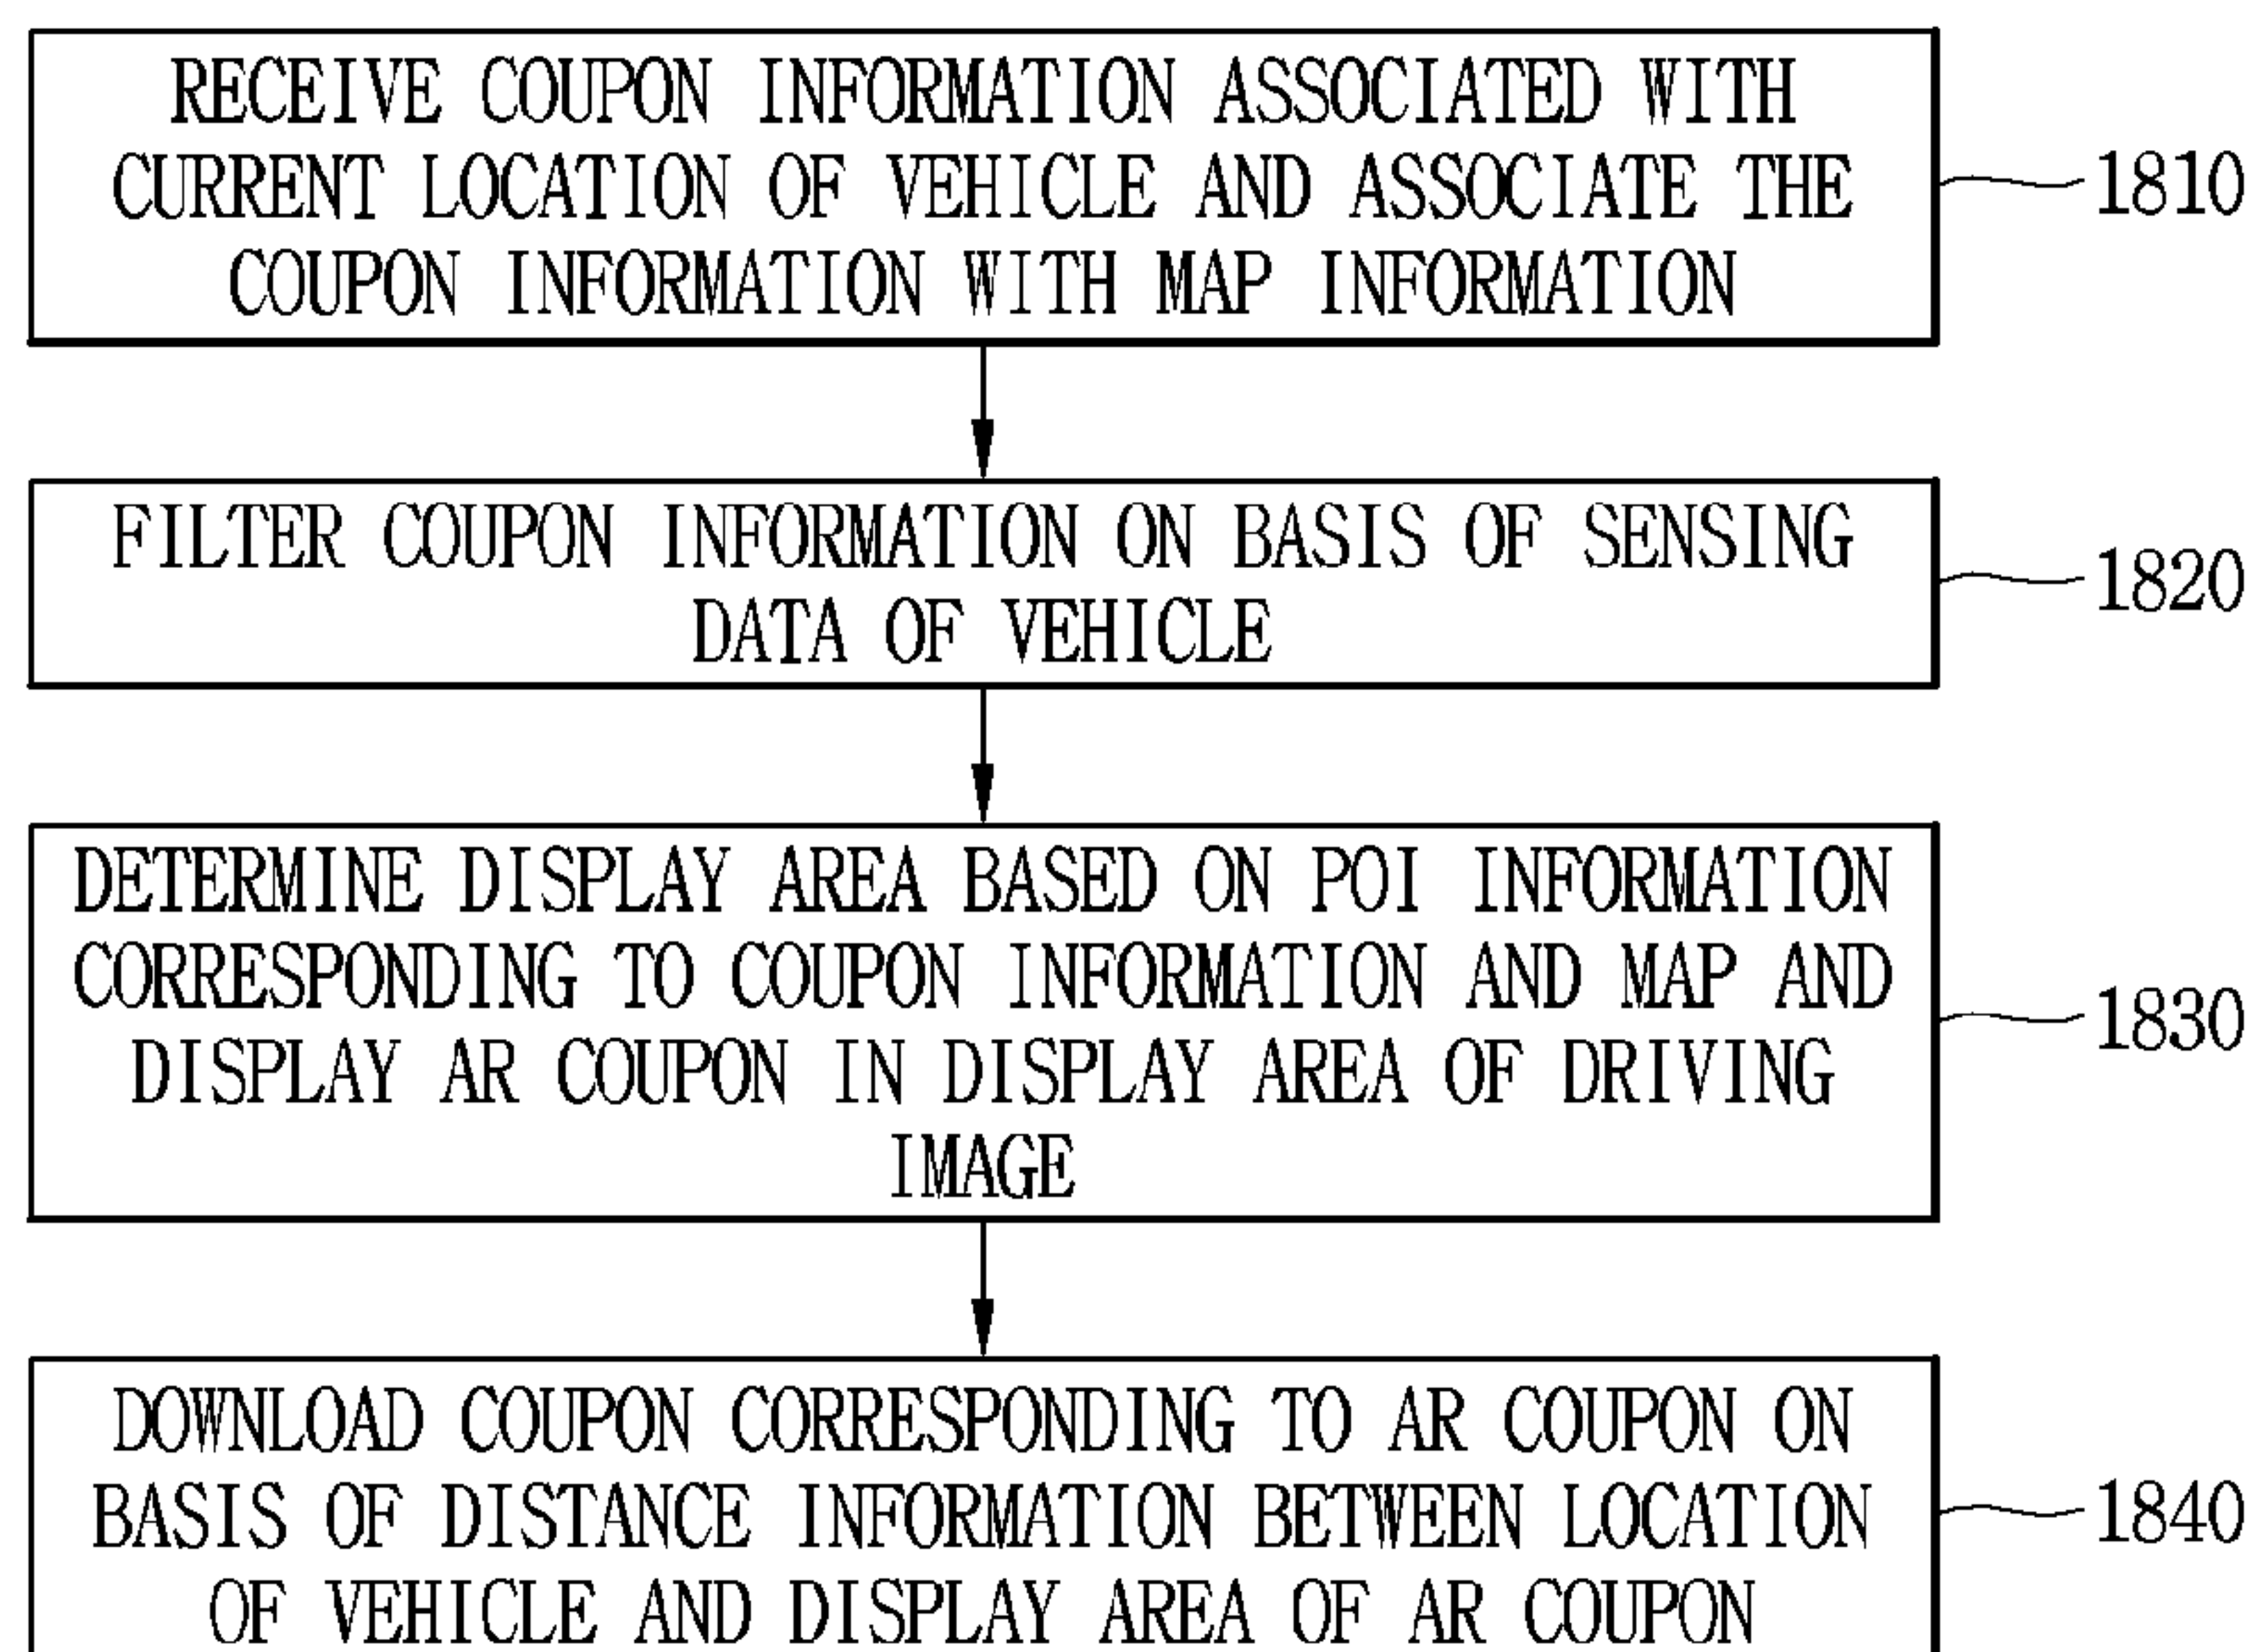 RECEIVE COUPON INFORMATION ASSOCIATED WITH
CURRENT LOCATION OF VEHICLE AND ASSOCIATE THE
COUPON INFORMATION WITH MAP INFORMATION
1810
FILTER COUPON INFORMATION ON BASIS OF SENSING
DATA OF VEHICLE
1820
DETERMINE DISPLAY AREA BASED ON POI INFORMATION
CORRESPONDING TO COUPON INFORMATION AND MAP AND
DISPLAY AR COUPON IN DISPLAY AREA OF DRIVING
IMAGE
1830
DOWNLOAD COUPON CORRESPONDING TO AR COUPON ON
BASIS OF DISTANCE INFORMATION BETWEEN LOCATION
OF VEHICLE AND DISPLAY AREA OF AR COUPON
1840